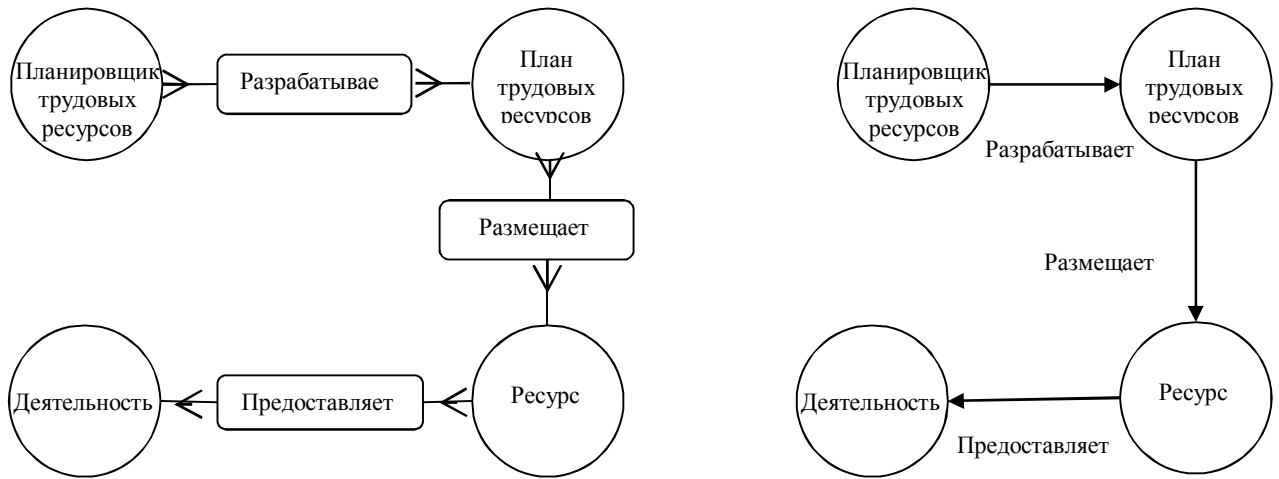 Планировщик
трудовых
ресурсов
Разрабатывае
План
трудовых
ресурсов
Размещает
Ресурс
Предоставляет
Деятельность
Планировщик
трудовых
ресурсов
Разрабатывает
План
трудовых
ресурсов
Размещает
Ресурс
Предоставляет
Деятельность